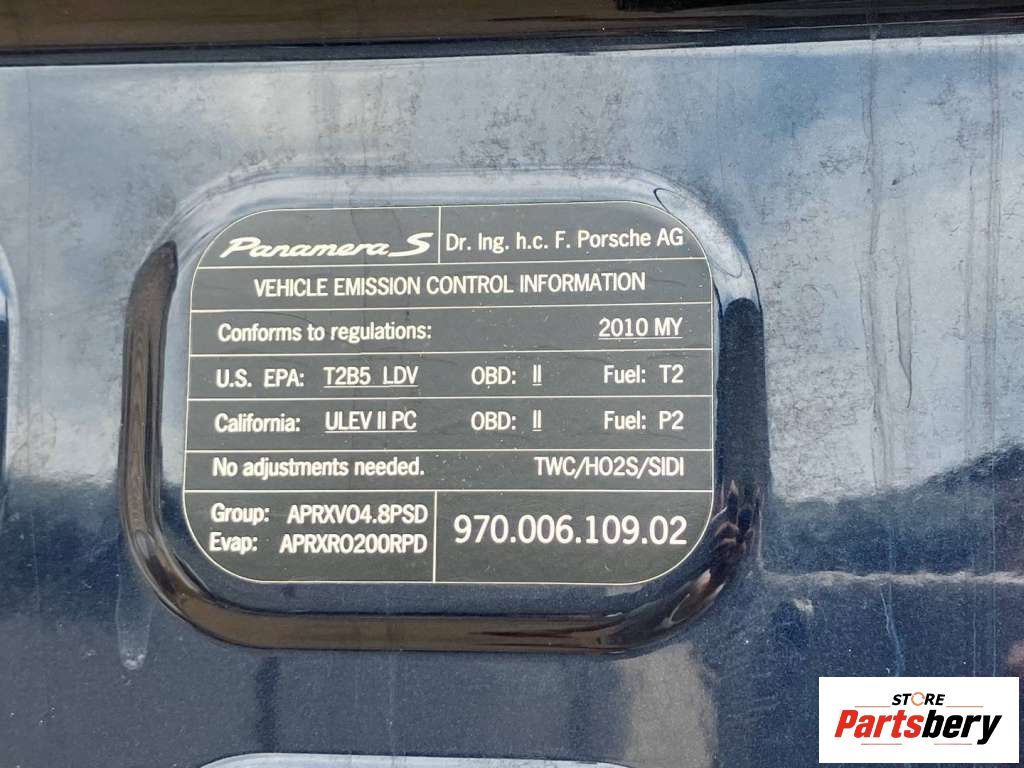 Panamera S Dr. Ing. h.c. F. Porsche AG
VEHICLE EMISSION CONTROL INFORMATION
Conforms to regulations: 2010 MY
U.S. EPA: T2B5 LDV OBD: II Fuel: T2
California: ULEV II PC OBD: II Fuel: P2
No adjustments needed. TWC/HO2S/SIDI
Group: APRXV04.8PSD
Evap: APRXR0200RPD
970.006.109.02
STORE
Partsbery